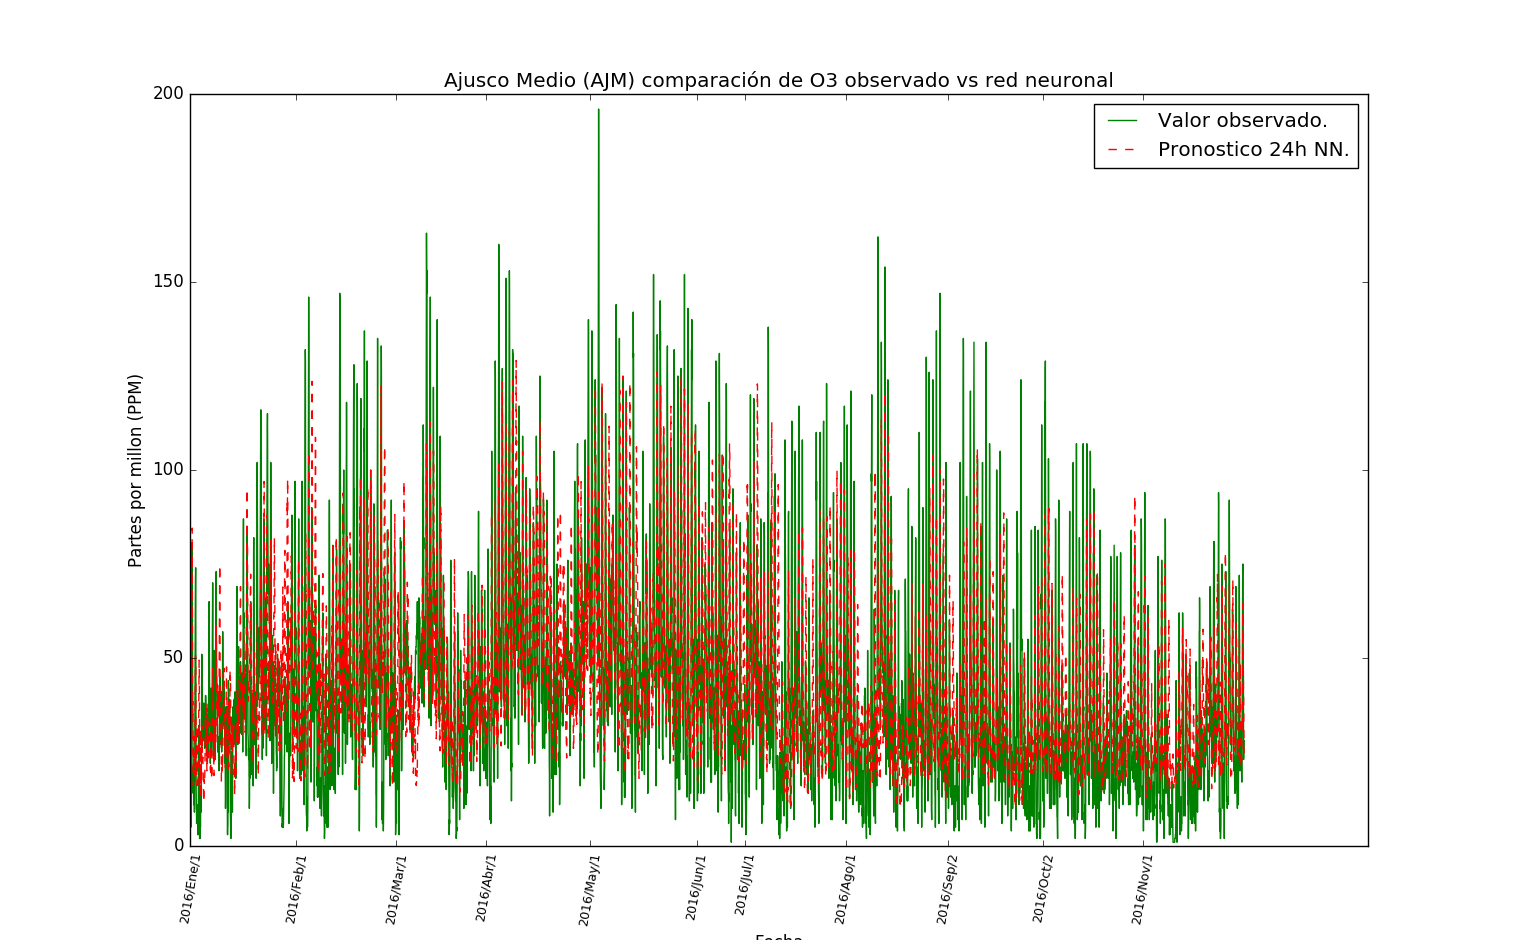 Ajusco Medio (AJM) comparación de O3 observado vs red neuronal
200
Valor observado.
Pronostico 24h NN.
150
100
50
0
Partes por millon (PPM)
2016/Ene/1
2016/Feb/1
2016/Mar/1
2016/Abr/1
2016/May/1
2016/Jun/1
2016/Jul/1
2016/Ago/1
2016/Sep/2
2016/Oct/2
2016/Nov/1
Fecha